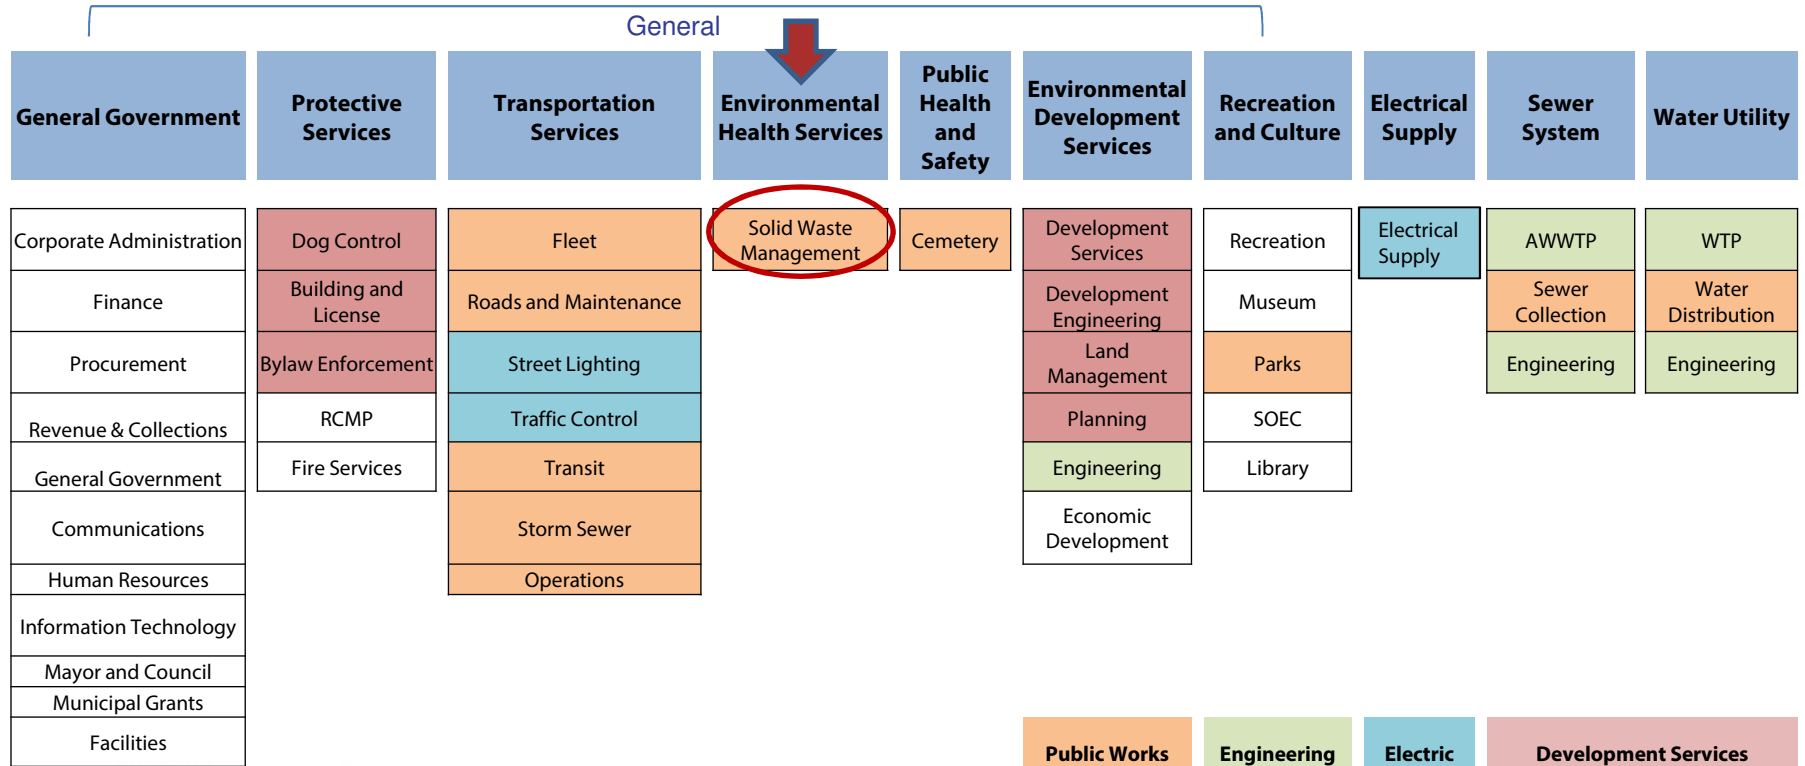 General
General Government
Protective
Services
Transportation
Services
Environmental
Health Services
Public
Health
and
Safety
Environmental
Development
Services
Recreation
and Culture
Electrical
Supply
Sewer
System
Water Utility
Corporate Administration
Finance
Procurement
Revenue & Collections
General Government
Communications
Human Resources
Information Technology
Mayor and Council
Municipal Grants
Facilities
Dog Control
Building and
License
Bylaw Enforcement
RCMP
Fire Services
Fleet
Roads and Maintenance
Street Lighting
Traffic Control
Transit
Storm Sewer
Operations
Solid Waste
Management
Cemetery
Development
Services
Development
Engineering
Land
Management
Planning
Engineering
Economic
Development
Recreation
Museum
Parks
SOEC
Library
Electrical
Supply
AWWTP
Sewer
Collection
Engineering
WTP
Water
Distribution
Engineering
Public Works
Engineering
Electric
Development Services